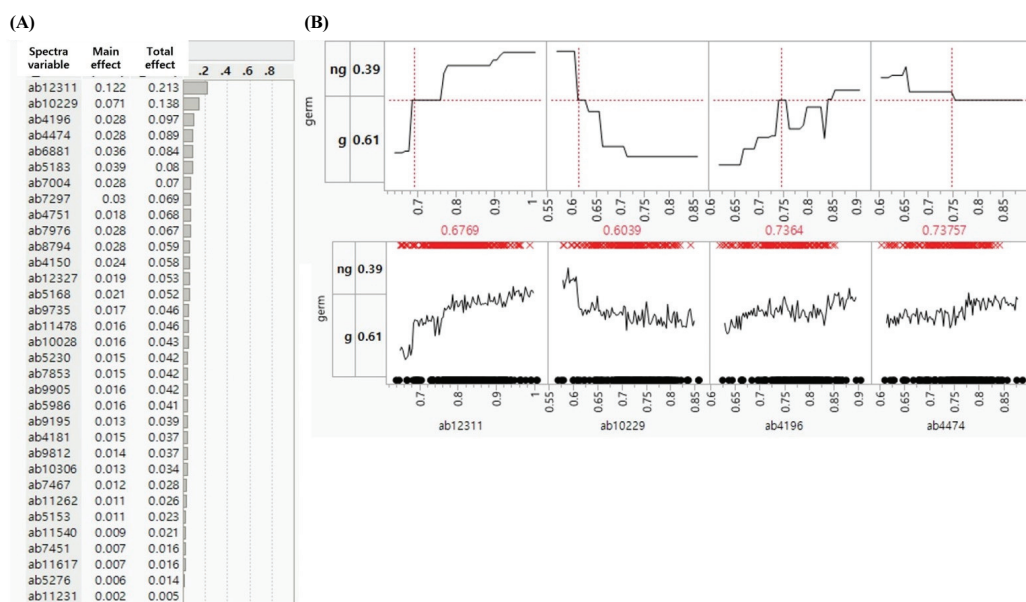 (A)
Spectra variable Main effect Total effect
.2 .4 .6 .8
ab12311 0.122 0.213
ab10229 0.071 0.138
ab4196 0.028 0.097
ab4474 0.028 0.089
ab6881 0.036 0.084
ab5183 0.039 0.08
ab7004 0.028 0.07
ab7297 0.03 0.069
ab4751 0.018 0.068
ab7976 0.028 0.067
ab8794 0.028 0.059
ab4150 0.024 0.058
ab12327 0.019 0.053
ab5168 0.021 0.052
ab9735 0.017 0.046
ab11478 0.016 0.046
ab10028 0.016 0.043
ab5230 0.015 0.042
ab7853 0.015 0.042
ab9905 0.016 0.042
ab5986 0.016 0.041
ab9195 0.013 0.039
ab4181 0.015 0.037
ab9812 0.014 0.037
ab10306 0.013 0.034
ab7467 0.012 0.028
ab11262 0.011 0.026
ab5153 0.011 0.023
ab11540 0.009 0.021
ab7451 0.007 0.016
ab11617 0.007 0.016
ab5276 0.006 0.014
ab11231 0.002 0.005
(B)
germ
ng 0.39
g 0.61
0.7 0.8 0.9 1 0.55 0.6 0.65 0.7 0.75 0.8 0.85 0.6 0.65 0.7 0.75 0.8 0.85 0.9 0.6 0.65 0.7 0.75 0.8 0.85
0.6769 0.6039 0.7364 0.73757
germ
ng 0.39
g 0.61
0.7 0.8 0.9 1 0.55 0.6 0.65 0.7 0.75 0.8 0.85 0.6 0.65 0.7 0.75 0.8 0.85 0.9 0.6 0.65 0.7 0.75 0.8 0.85
ab12311 ab10229 ab4196 ab4474